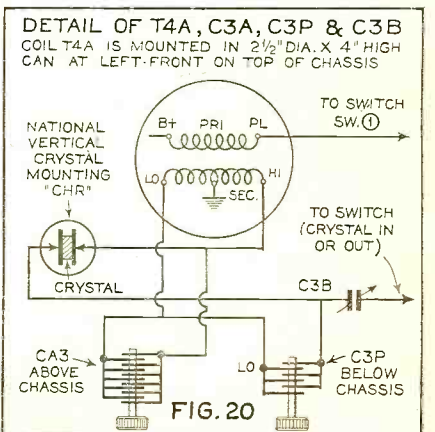 DETAIL OF T4A, C3A, C3P & C3B
COIL T4A IS MOUNTED IN 2½" DIA. X 4" HIGH
CAN AT LEFT-FRONT ON TOP OF CHASSIS
B+ PRI PL
TO SWITCH
SW.①
NATIONAL
VERTICAL
CRYSTAL
MOUNTING
"CHR"
LO HI
SEC.
TO SWITCH
(CRYSTAL IN
OR OUT)
CRYSTAL
C3B
CA3
ABOVE
CHASSIS
LO
C3P
BELOW
CHASSIS
FIG. 20